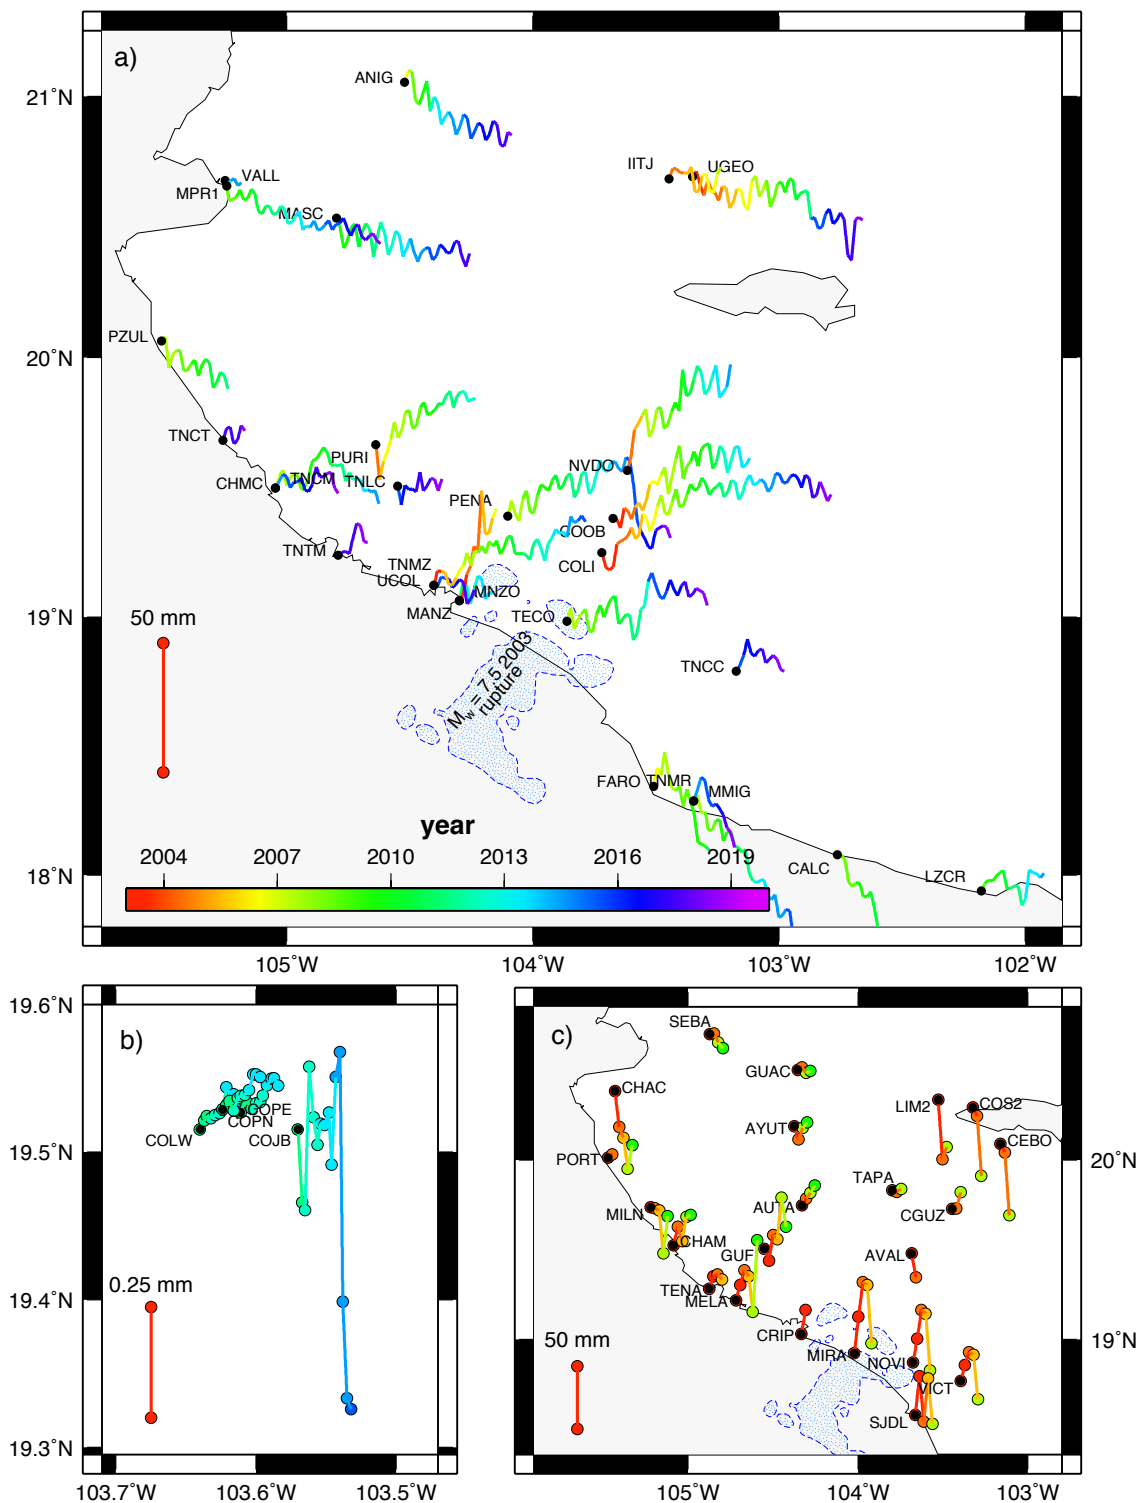 a)
ANIG
21°N
IITJ
UGEO
VALL
MPR1
MASC
PZUL
20°N
TNCT
PURI
CHMC
TNCM
TNLC
NVDO
PENA
COOB
TNTM
TNMZ
COLI
UCOL
MNZO
MANZ
TECO
19°N
50 mm
TNCC
Mw = 7.5 2003
rupture
FARO
TNMR
MMIG
year
2004 2007 2010 2013 2016 2019
CALC
LZCR
18°N
105°W 104°W 103°W 102°W
b)
19.6°N
COPE
COPN
COLW
COJB
19.5°N
0.25 mm
19.4°N
19.3°N
103.7°W 103.6°W 103.5°W
c)
SEBA
GUAC
CHAC
LIM2
COS2
AYUT
CEBO
PORT
20°N
TAPA
MILN
AUTA
CGUZ
CHAM
GUF
AVAL
TENA
MELA
CRIP
19°N
50 mm
MIRA
NOVI
VICT
SJDL
105°W 104°W 103°W